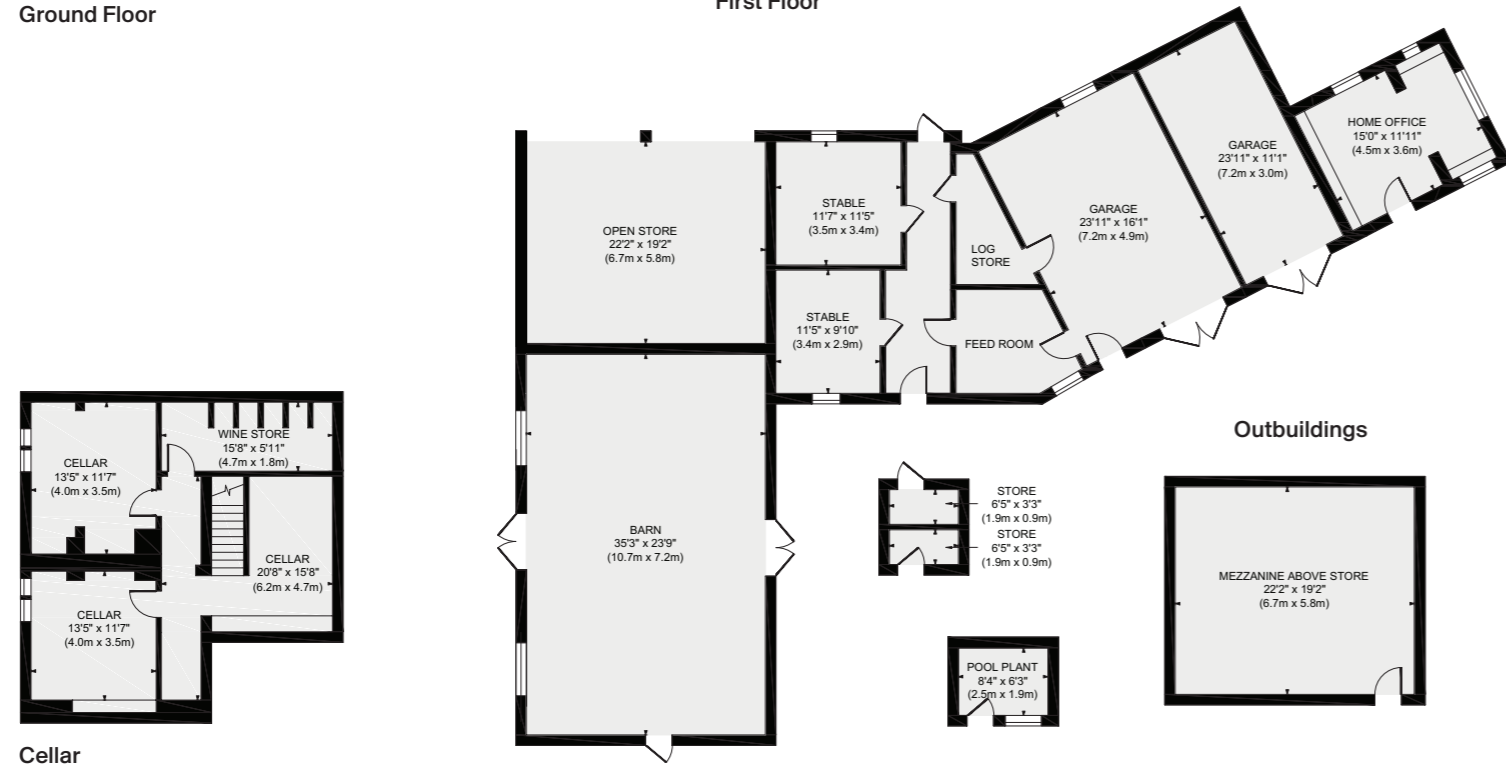 Ground Floor
First Floor
HOME OFFICE
15'0" x 11'11"
(4.5m x 3.6m)
GARAGE
23'11" x 11'1"
(7.2m x 3.0m)
GARAGE
23'11" x 16'1"
(7.2m x 4.9m)
STABLE
11'7" x 11'5"
(3.5m x 3.4m)
OPEN STORE
22'2" x 19'2"
(6.7m x 5.8m)
LOG
STORE
STABLE
11'5" x 9'10"
(3.4m x 2.9m)
FEED ROOM
Outbuildings
WINE STORE
15'8" x 5'11"
(4.7m x 1.8m)
CELLAR
13'5" x 11'7"
(4.0m x 3.5m)
CELLAR
20'8" x 15'8"
(6.2m x 4.7m)
CELLAR
13'5" x 11'7"
(4.0m x 3.5m)
BARN
35'3" x 23'9"
(10.7m x 7.2m)
STORE
6'5" x 3'3"
(1.9m x 0.9m)
STORE
6'5" x 3'3"
(1.9m x 0.9m)
MEZZANINE ABOVE STORE
22'2" x 19'2"
(6.7m x 5.8m)
POOL PLANT
8'4" x 6'3"
(2.5m x 1.9m)
Cellar